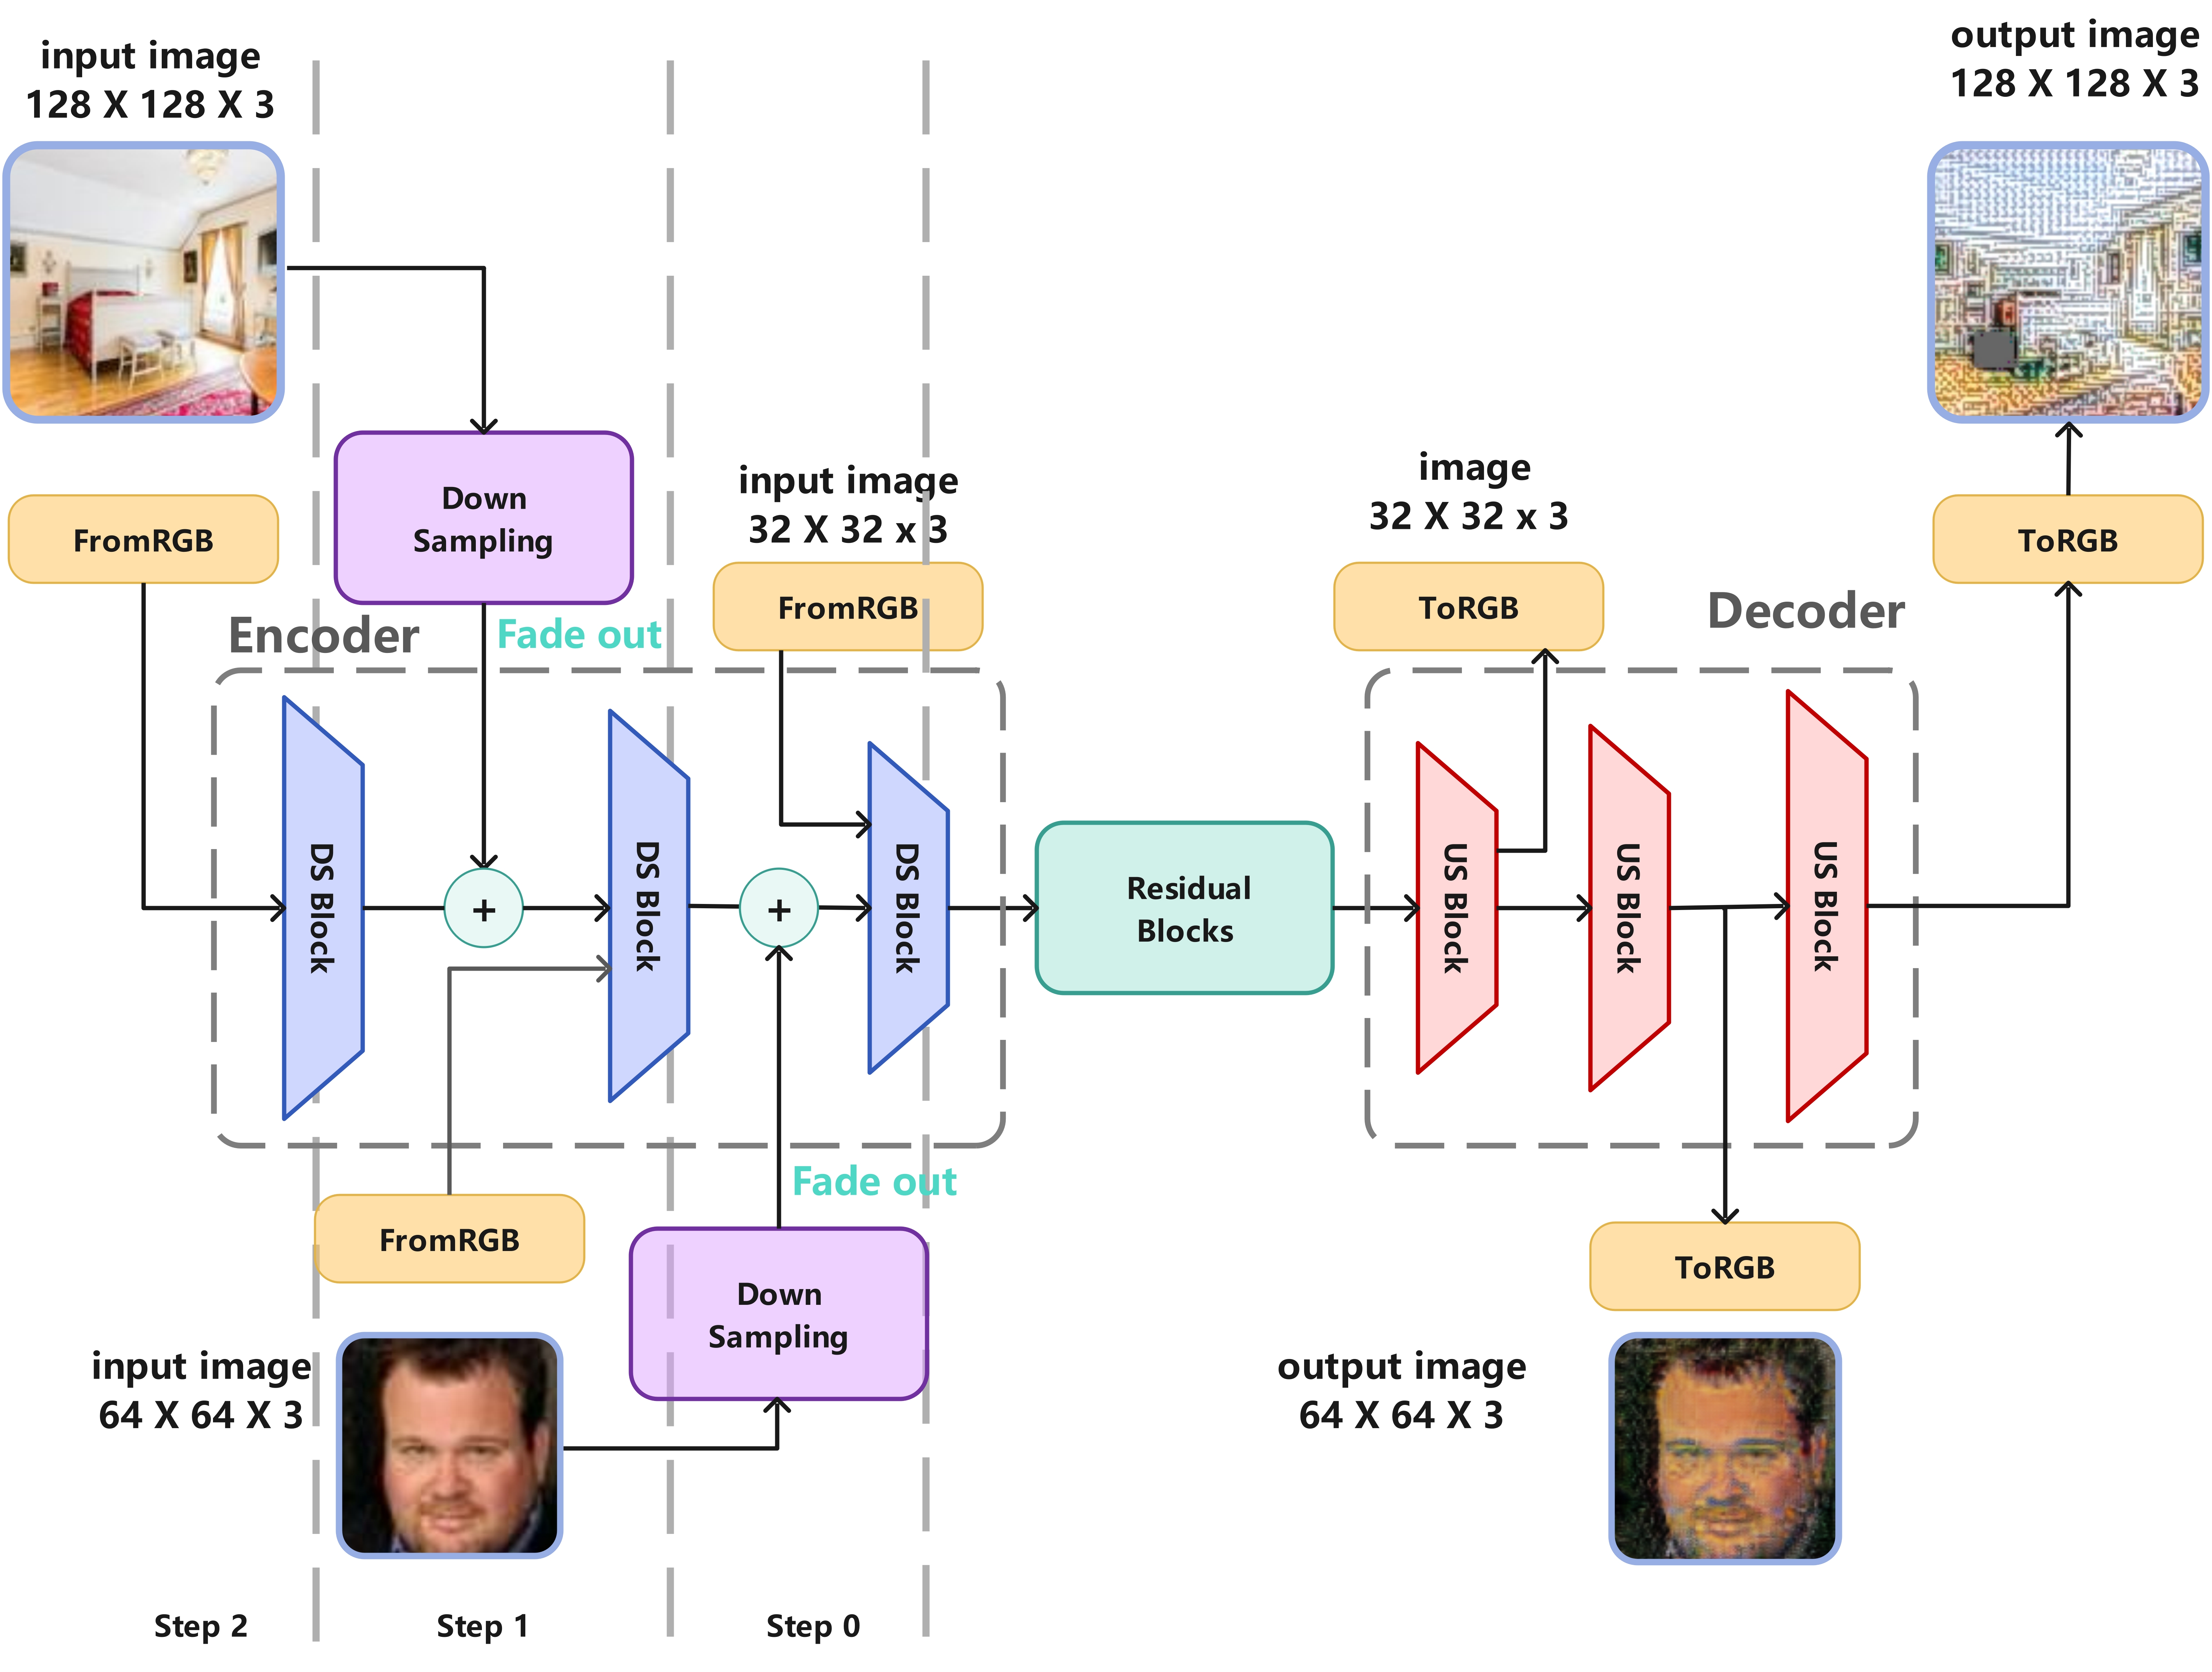 input image
128 X 128 X 3
output image
128 X 128 X 3
FromRGB
Down
Sampling
input image
32 X 32 x 3
FromRGB
image
32 X 32 x 3
ToRGB
ToRGB
Encoder
Fade out
Decoder
DS Block
+
DS Block
+
DS Block
Residual
Blocks
US Block
US Block
US Block
Fade out
FromRGB
Down
Sampling
ToRGB
input image
64 X 64 X 3
output image
64 X 64 X 3
Step 2
Step 1
Step 0